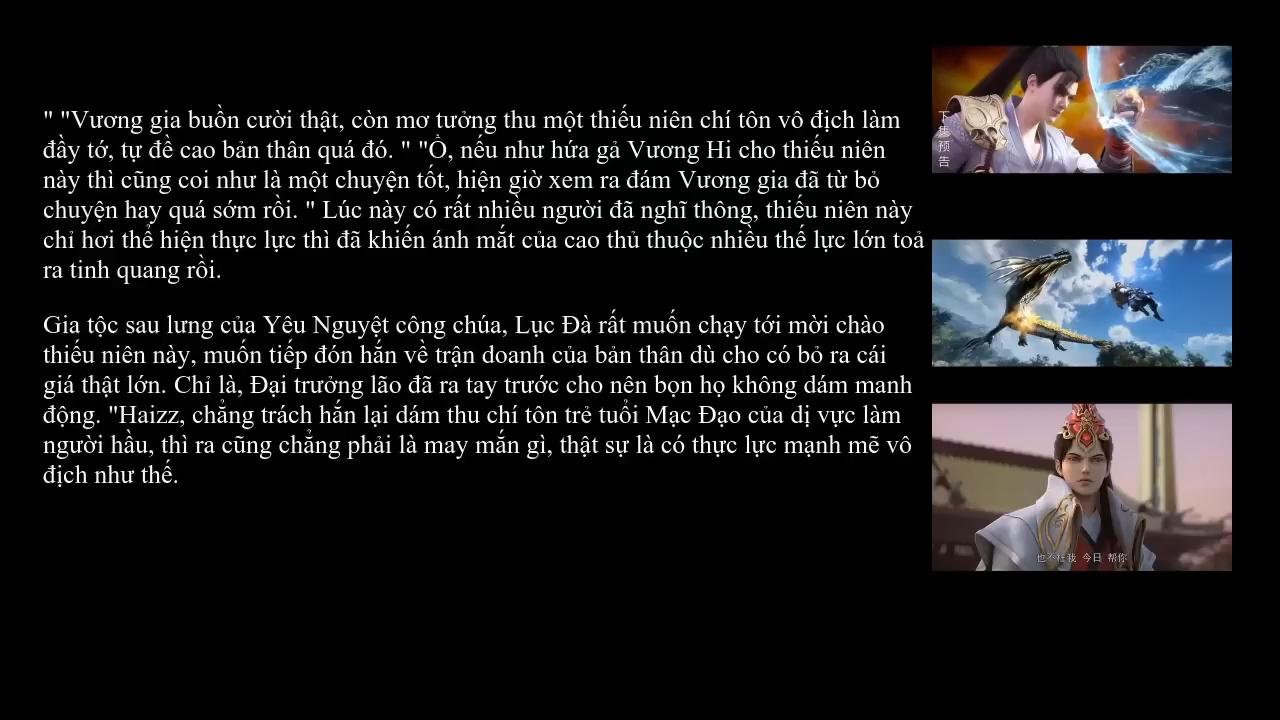 " "Vương gia buồn cười thật, còn mơ tưởng thu một thiếu niên chí tôn vô địch làm
đầy tớ, tự đề cao bản thân quá đó. " "Ồ, nếu như hứa gả Vương Hi cho thiếu niên
này thì cũng coi như là một chuyện tốt, hiện giờ xem ra đám Vương gia đã từ bỏ
chuyện hay quá sớm rồi. " Lúc này có rất nhiều người đã nghĩ thông, thiếu niên này
chỉ hơi thể hiện thực lực thì đã khiến ánh mắt của cao thủ thuộc nhiều thế lực lớn toả
ra tinh quang rồi.
Gia tộc sau lưng của Yêu Nguyệt công chúa, Lục Đà rất muốn chạy tới mời chào
thiếu niên này, muốn tiếp đón hắn về trận doanh của bản thân dù cho có bỏ ra cái
giá thật lớn. Chỉ là, Đại trưởng lão đã ra tay trước cho nên bọn họ không dám manh
động. "Haizz, chẳng trách hắn lại dám thu chí tôn trẻ tuổi Mạc Đạo của dị vực làm
người hầu, thì ra cũng chẳng phải là may mắn gì, thật sự là có thực lực mạnh mẽ vô
địch như thế.
下集预告
今日 帮你